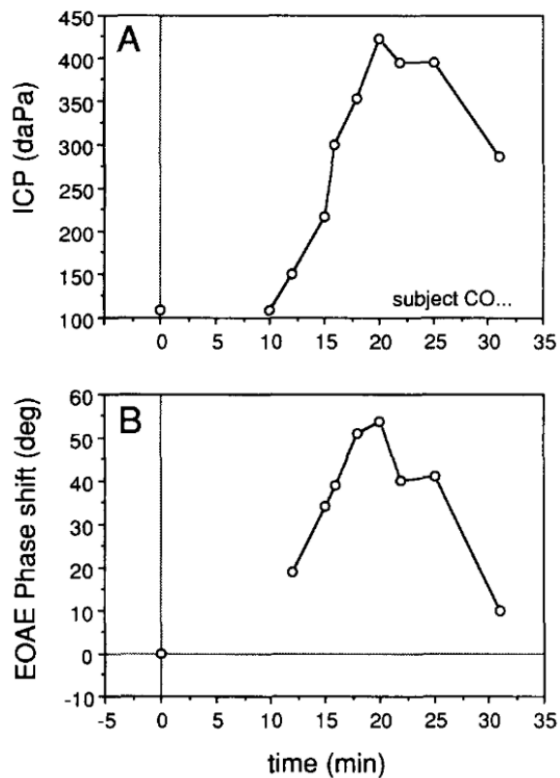 A
ICP (daPa)
450
400
350
300
250
200
150
100
subject CO...
0 5 10 15 20 25 30 35
B
EOAE Phase shift (deg)
60
50
40
30
20
10
0
-10
-5 0 5 10 15 20 25 30 35
time (min)